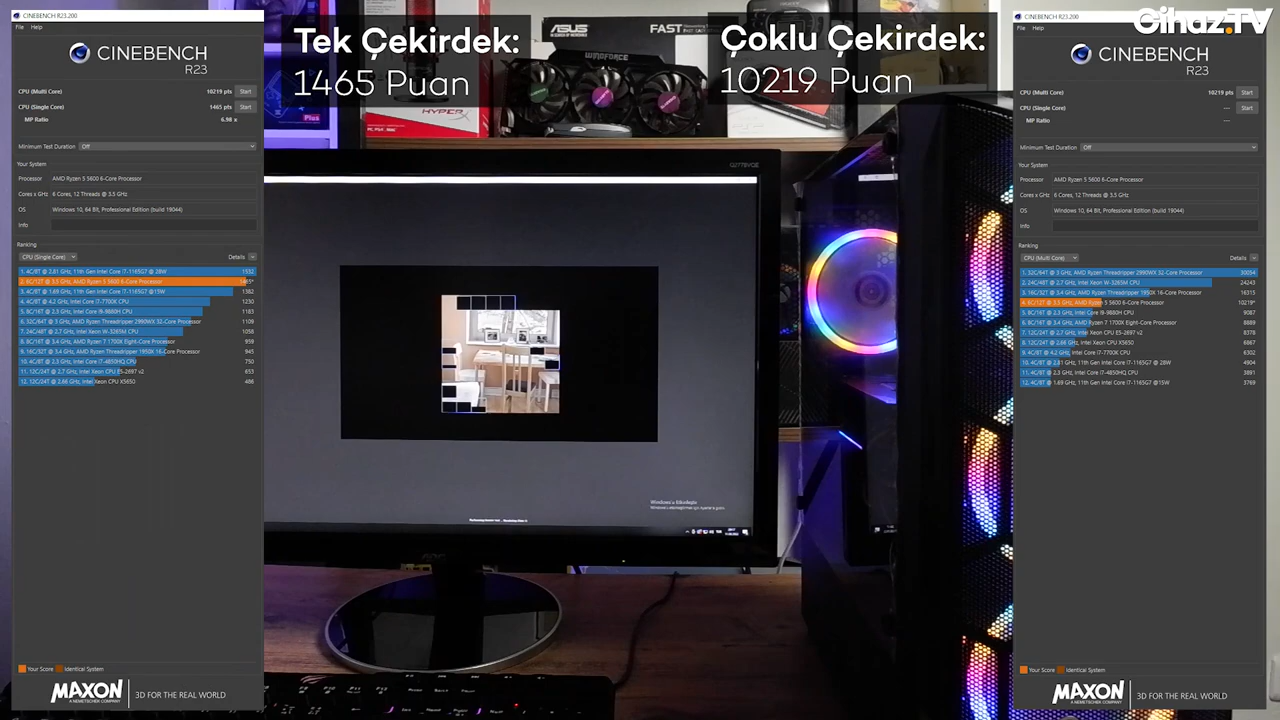 CINEBENCH R23.200
File Help
CINEBENCH
R23
CPU (Multi Core) 10219 pts Start
CPU (Single Core) 1465 pts Start
MP Ratio 6.98 x
Minimum Test Duration Off
Your System
Processor AMD Ryzen 5 5600 6-Core Processor
Cores x GHz 6 Cores, 12 Threads @ 3.5 GHz
OS Windows 10, 64 Bit, Professional Edition (build 19044)
Info
Ranking
CPU (Single Core) Details
1. 4C/8T @ 2.81 GHz, 11th Gen Intel Core i7-1165G7 @ 28W 1532
2. 6C/12T @ 3.5 GHz, AMD Ryzen 5 5600 6-Core Processor 1465*
3. 4C/8T @ 1.69 GHz, 11th Gen Intel Core i7-1165G7 @15W 1382
4. 4C/8T @ 4.2 GHz, Intel Core i7-7700K CPU 1230
5. 8C/16T @ 2.3 GHz, Intel Core i9-9880H CPU 1183
6. 32C/64T @ 3 GHz, AMD Ryzen Threadripper 2990WX 32-Core Processor 1109
7. 24C/48T @ 2.7 GHz, Intel Xeon W-3265M CPU 1058
8. 8C/16T @ 3.4 GHz, AMD Ryzen 7 1700X Eight-Core Processor 959
9. 16C/32T @ 3.4 GHz, AMD Ryzen Threadripper 1950X 16-Core Processor 945
10. 4C/8T @ 2.3 GHz, Intel Core i7-4850HQ CPU 750
11. 12C/24T @ 2.7 GHz, Intel Xeon CPU E5-2697 v2 653
12. 12C/24T @ 2.66 GHz, Intel Xeon CPU X5650 486
Your Score Identical System
MAXON 3D FOR THE REAL WORLD
A NEMETSCHEK COMPANY
Tek Çekirdek:
1465 Puan
Çoklu Çekirdek:
10219 Puan
Cihaz.TV
ASUS
FAST
WINDFORCE
HYPERX
Plus
AOC
CINEBENCH R23.200
File Help
CINEBENCH
R23
CPU (Multi Core) 10219 pts Start
CPU (Single Core) --- Start
MP Ratio ---
Minimum Test Duration Off
Your System
Processor AMD Ryzen 5 5600 6-Core Processor
Cores x GHz 6 Cores, 12 Threads @ 3.5 GHz
OS Windows 10, 64 Bit, Professional Edition (build 19044)
Info
Ranking
CPU (Multi Core) Details
1. 32C/64T @ 3 GHz, AMD Ryzen Threadripper 2990WX 32-Core Processor 30054
2. 24C/48T @ 2.7 GHz, Intel Xeon W-3265M CPU 24243
3. 16C/32T @ 3.4 GHz, AMD Ryzen Threadripper 1950X 16-Core Processor 16315
4. 6C/12T @ 3.5 GHz, AMD Ryzen 5 5600 6-Core Processor 10219*
5. 8C/16T @ 2.3 GHz, Intel Core i9-9880H CPU 9087
6. 8C/16T @ 3.4 GHz, AMD Ryzen 7 1700X Eight-Core Processor 8889
7. 12C/24T @ 2.7 GHz, Intel Xeon CPU E5-2697 v2 8378
8. 12C/24T @ 2.66 GHz, Intel Xeon CPU X5650 6867
9. 4C/8T @ 4.2 GHz, Intel Core i7-7700K CPU 6302
10. 4C/8T @ 2.81 GHz, 11th Gen Intel Core i7-1165G7 @ 28W 4904
11. 4C/8T @ 2.3 GHz, Intel Core i7-4850HQ CPU 3891
12. 4C/8T @ 1.69 GHz, 11th Gen Intel Core i7-1165G7 @15W 3769
Your Score Identical System
MAXON 3D FOR THE REAL WORLD
A NEMETSCHEK COMPANY